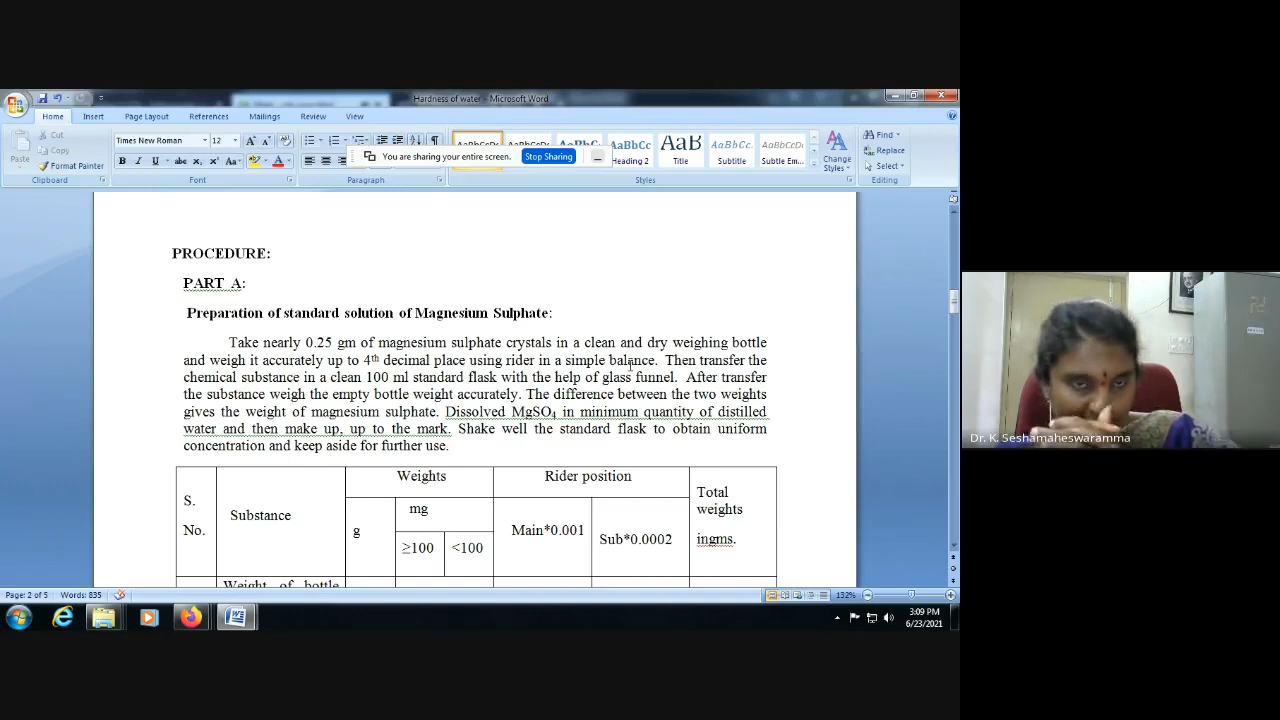 Hardness of water - Microsoft Word
Home Insert Page Layout References Mailings Review View
Paste
Cut
Copy
Format Painter
Clipboard
Times New Roman 12
Font
Paragraph
You are sharing your entire screen. Stop Sharing
Heading 2
Title
Subtitle
Subtle Em...
Change Styles
Styles
Find
Replace
Select
Editing
PROCEDURE:
PART A:
Preparation of standard solution of Magnesium Sulphate:
Take nearly 0.25 gm of magnesium sulphate crystals in a clean and dry weighing bottle
and weigh it accurately up to 4th decimal place using rider in a simple balance. Then transfer the
chemical substance in a clean 100 ml standard flask with the help of glass funnel. After transfer
the substance weigh the empty bottle weight accurately. The difference between the two weights
gives the weight of magnesium sulphate. Dissolved MgSO4 in minimum quantity of distilled
water and then make up, up to the mark. Shake well the standard flask to obtain uniform
concentration and keep aside for further use.
S.
No.
Substance
Weights
g
mg
≥100 <100
Rider position
Main*0.001
Sub*0.0002
Total
weights
ingms.
Weight of bottle
Page: 2 of 5 Words: 835
132%
3:09 PM
6/23/2021
Dr. K. Seshamaheswaramma